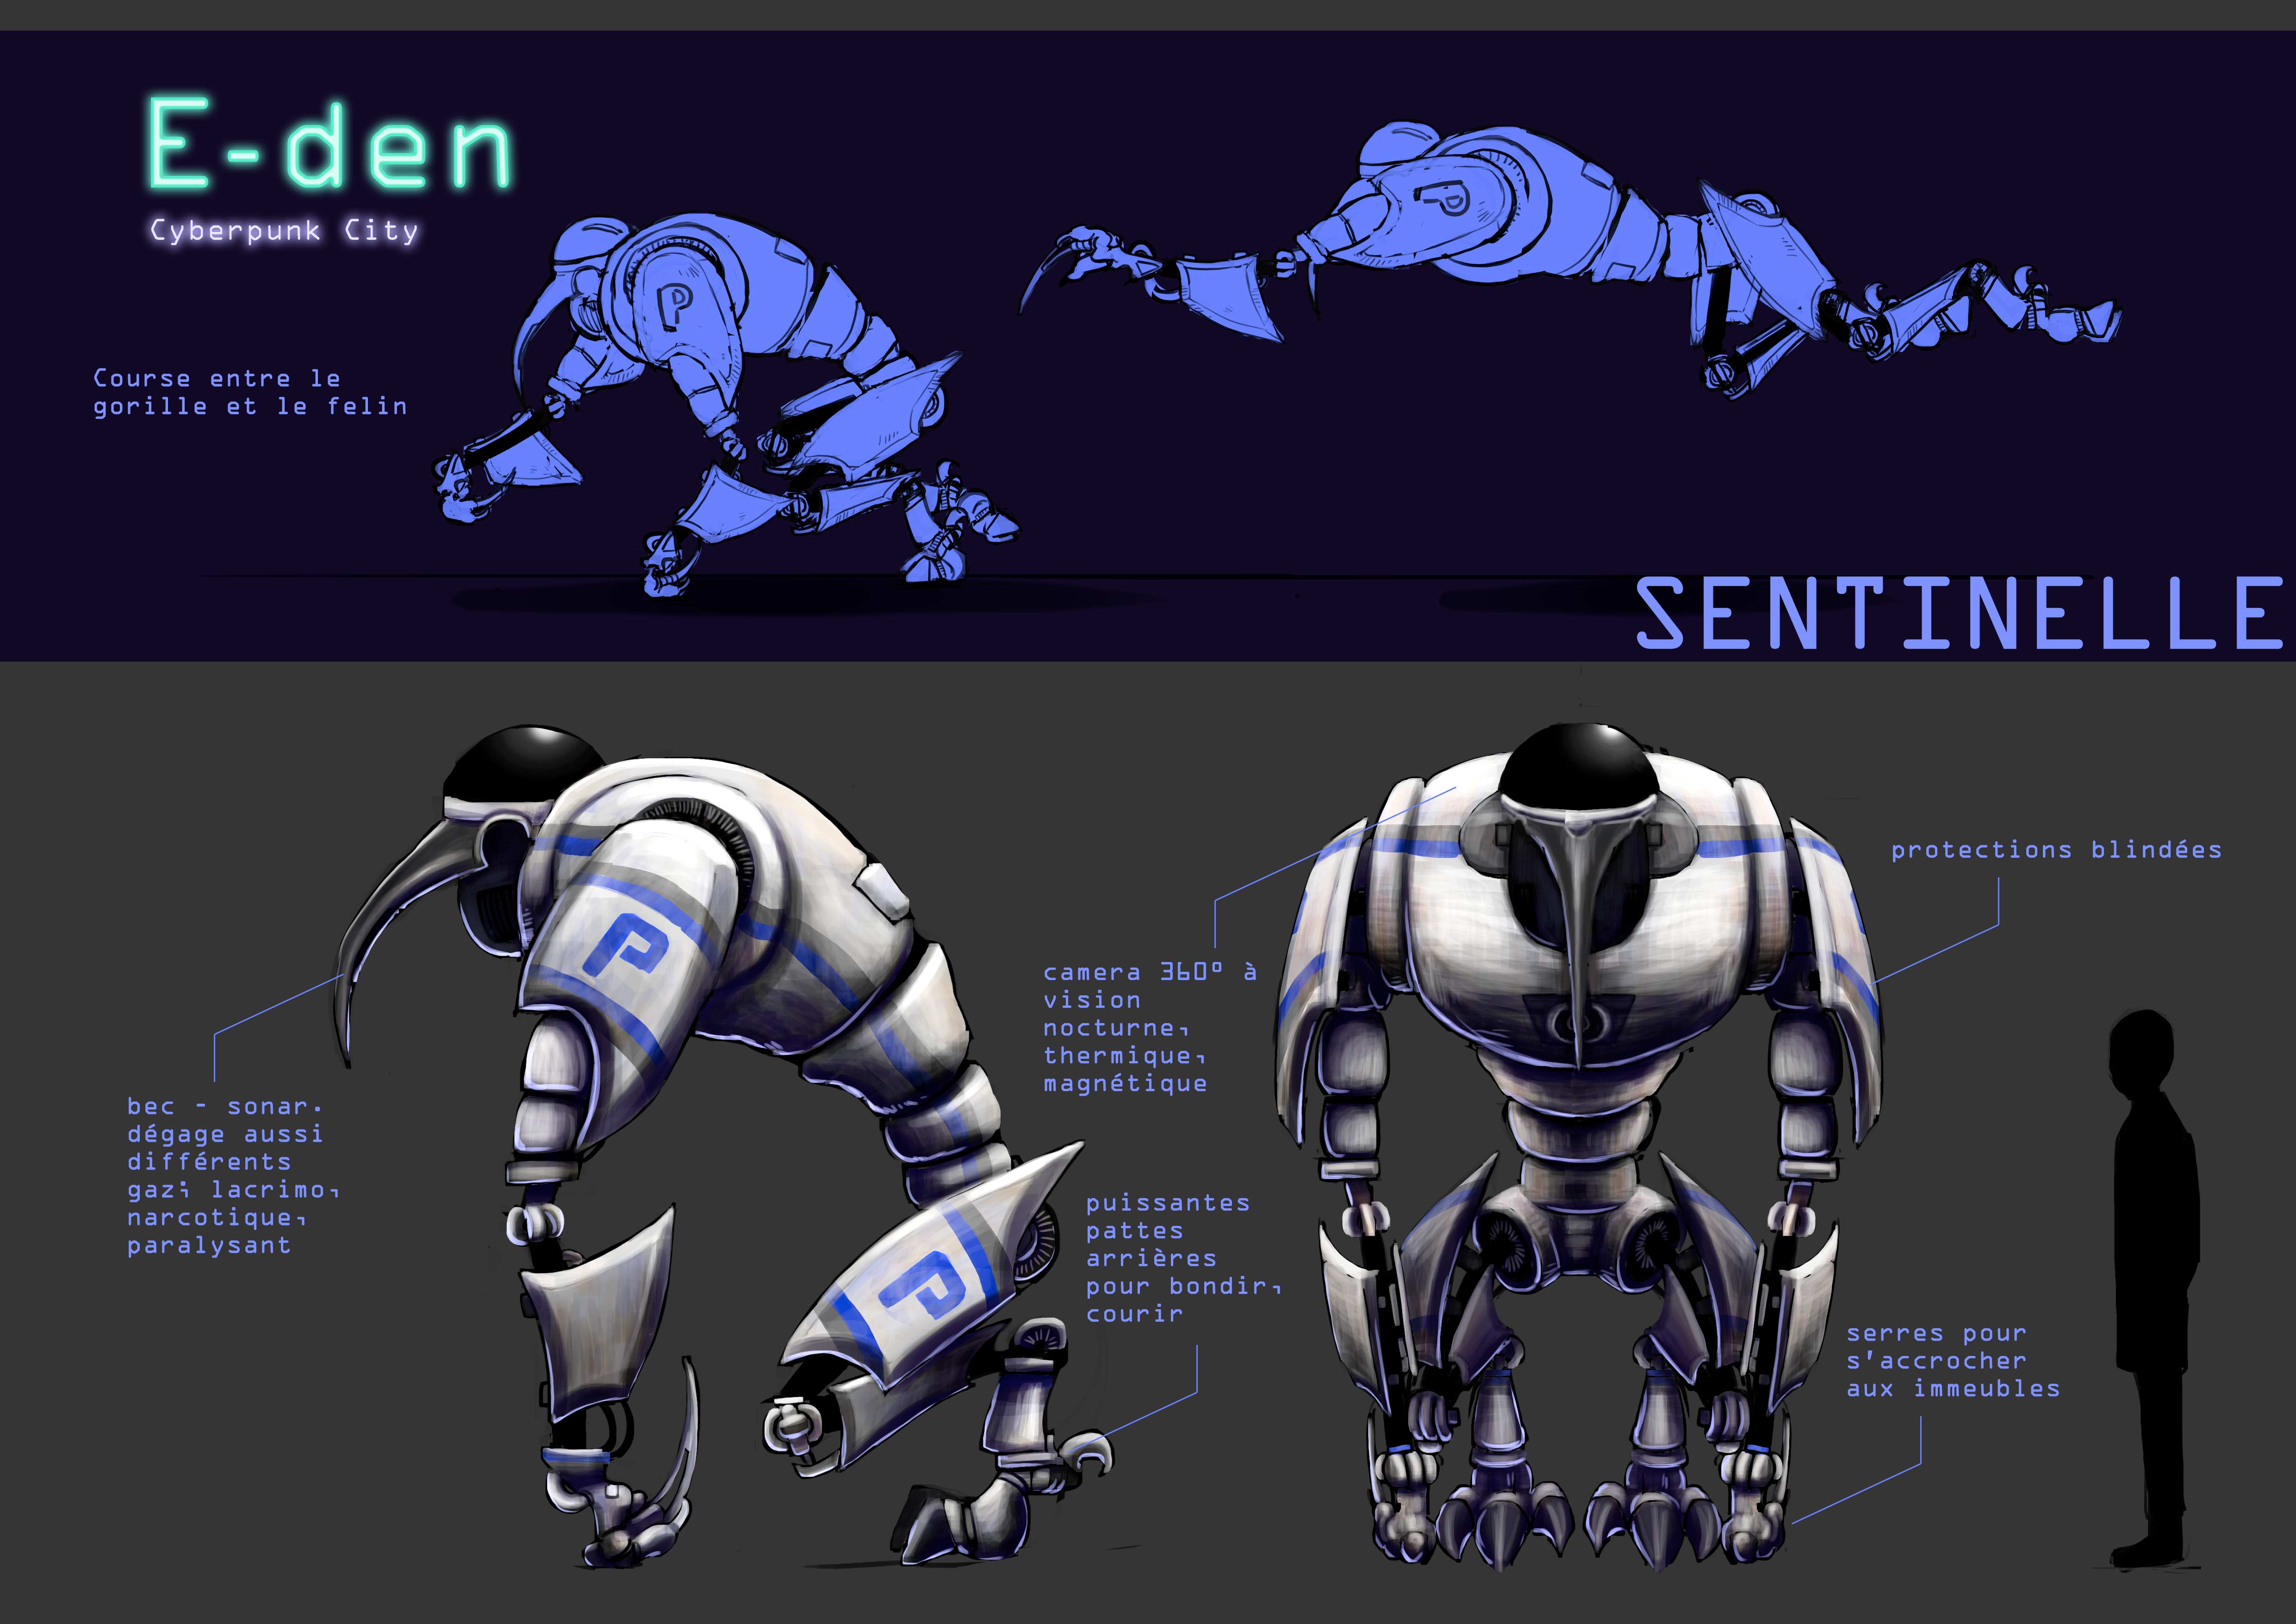 E-den
Cyberpunk City
Course entre le
gorille et le felin
P
P
SENTINELLE
protections blindées
P
camera 360° à
vision
nocturne,
thermique,
magnétique
bec - sonar.
dégage aussi
différents
gaz; lacrimo,
narcotique,
paralysant
puissantes
pattes
arrières
pour bondir,
courir
P
serres pour
s'accrocher
aux immeubles